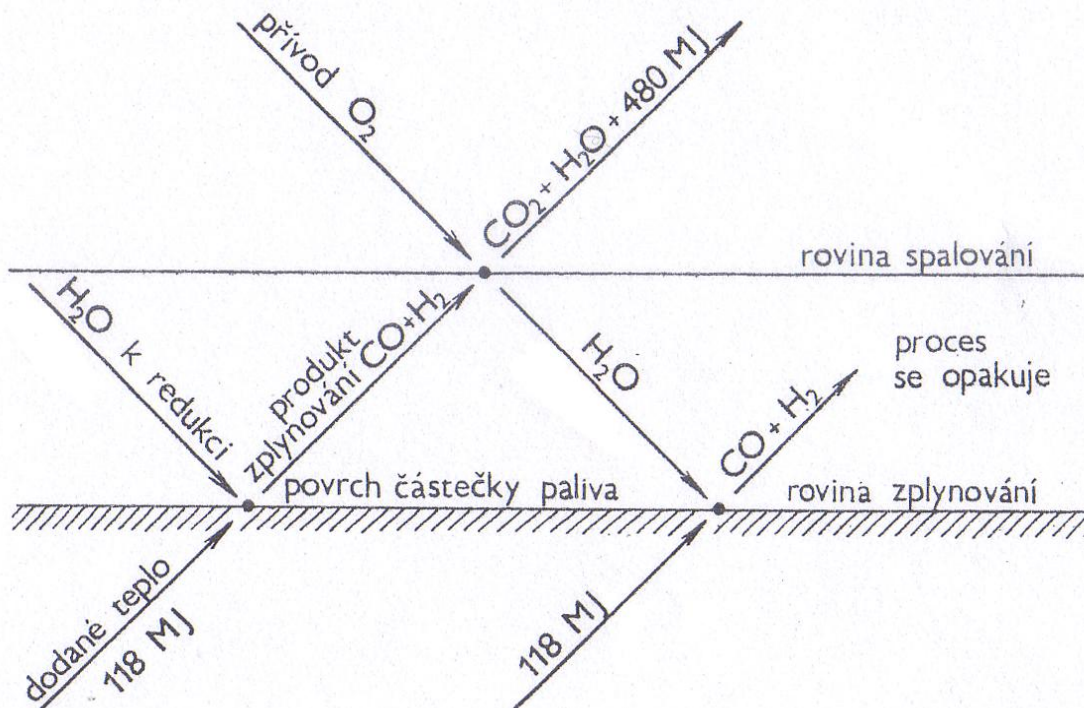 přívod O₂
CO₂ + H₂O + 480 MJ
rovina spalování
H₂O k redukci
produkt
zplynování CO+H₂
H₂O
proces
se opakuje
CO + H₂
povrch částečky paliva
rovina zplynování
dodané teplo
118 MJ
118 MJ